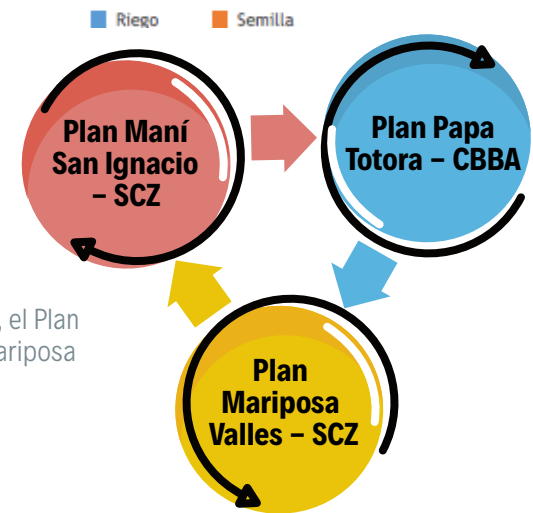 Riego Semilla
Plan Maní
San Ignacio
– SCZ
Plan Papa
Totora – CBBA
, el Plan
ariposa
Plan
Mariposa
Valles – SCZ